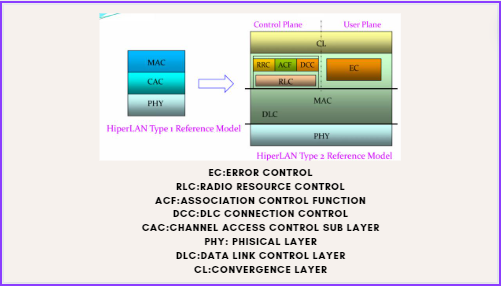 Control Plane
User Plane
CL
MAC
RRC
ACF
DCC
EC
CAC
RLC
PHY
MAC
DLC
HiperLAN Type 1 Reference Model
PHY
HiperLAN Type 2 Reference Model
EC:ERROR CONTROL
RLC:RADIO RESOURCE CONTROL
ACF:ASSOCIATION CONTROL FUNCTION
DCC:DLC CONNECTION CONTROL
CAC:CHANNEL ACCESS CONTROL SUB LAYER
PHY: PHISICAL LAYER
DLC:DATA LINK CONTROL LAYER
CL:CONVERGENCE LAYER